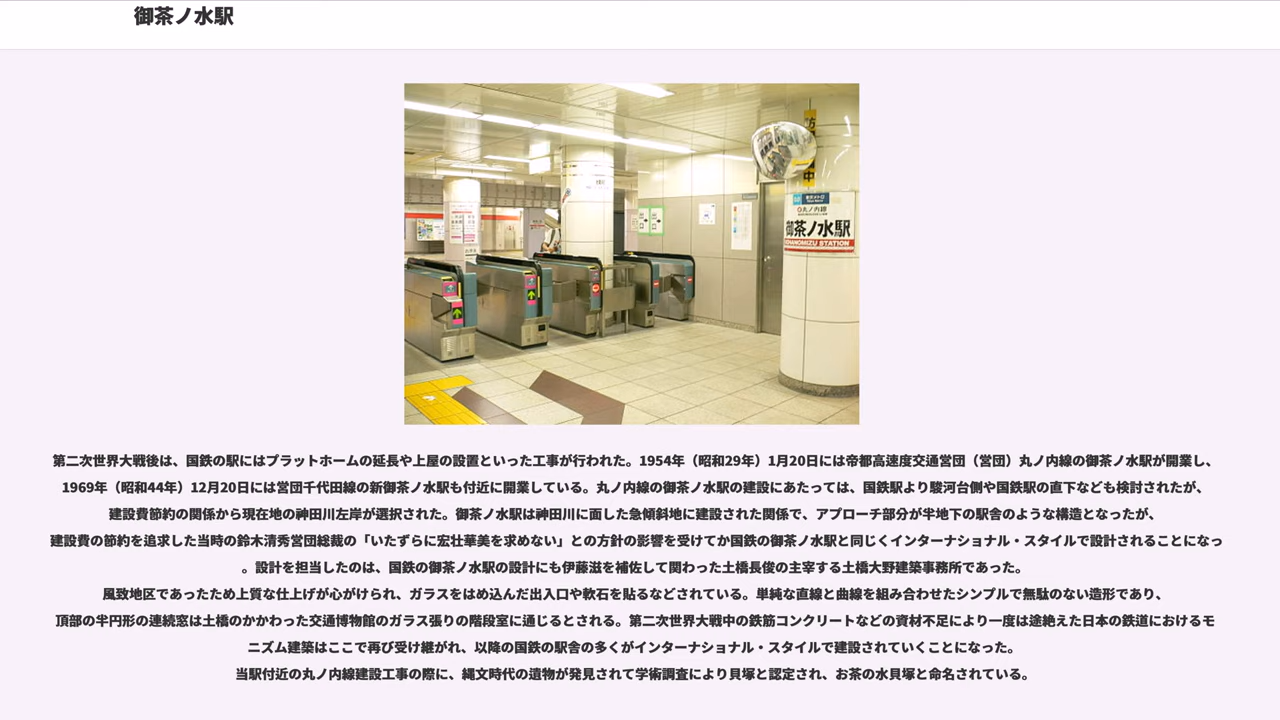 御茶ノ水駅
丸ノ内線
御茶ノ水駅
第二次世界大戦後は、国鉄の駅にはプラットホームの延長や上屋の設置といった工事が行われた。1954年（昭和29年）1月20日には帝都高速度交通営団（営団）丸ノ内線の御茶ノ水駅が開業し、
1969年（昭和44年）12月20日には営団千代田線の新御茶ノ水駅も付近に開業している。丸ノ内線の御茶ノ水駅の建設にあたっては、国鉄駅より駿河台側や国鉄駅の直下なども検討されたが、
建設費節約の関係から現在地の神田川左岸が選択された。御茶ノ水駅は神田川に面した急傾斜地に建設された関係で、アプローチ部分が半地下の駅舎のような構造となったが、
建設費の節約を追求した当時の鈴木清秀営団総裁の「いたずらに宏壮華美を求めない」との方針の影響を受けてか国鉄の御茶ノ水駅と同じくインターナショナル・スタイルで設計されることになっ
。設計を担当したのは、国鉄の御茶ノ水駅の設計にも伊藤滋を補佐して関わった土橋長俊の主宰する土橋大野建築事務所であった。
風致地区であったため上質な仕上げが心がけられ、ガラスをはめ込んだ出入口や軟石を貼るなどされている。単純な直線と曲線を組み合わせたシンプルで無駄のない造形であり、
頂部の半円形の連続窓は土橋のかかわった交通博物館のガラス張りの階段室に通じるとされる。第二次世界大戦中の鉄筋コンクリートなどの資材不足により一度は途絶えた日本の鉄道におけるモ
ニズム建築はここで再び受け継がれ、以降の国鉄の駅舎の多くがインターナショナル・スタイルで建設されていくことになった。
当駅付近の丸ノ内線建設工事の際に、縄文時代の遺物が発見されて学術調査により貝塚と認定され、お茶の水貝塚と命名されている。